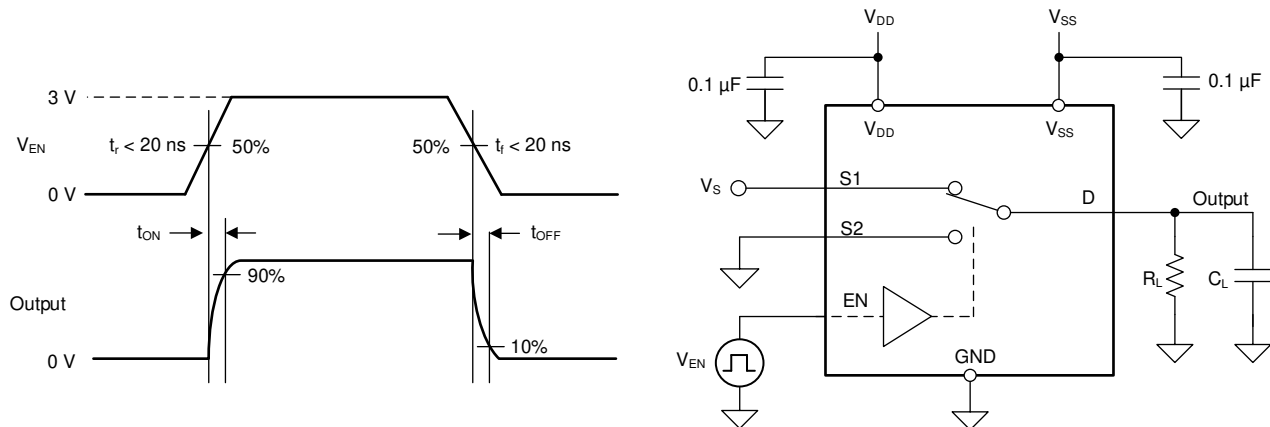 3 V
V_EN
t_r < 20 ns
50%
50%
t_f < 20 ns
0 V
t_ON
t_OFF
90%
Output
10%
0 V
V_DD
V_SS
0.1 µF
0.1 µF
V_DD
V_SS
V_S
S1
D
Output
S2
R_L
C_L
EN
V_EN
GND